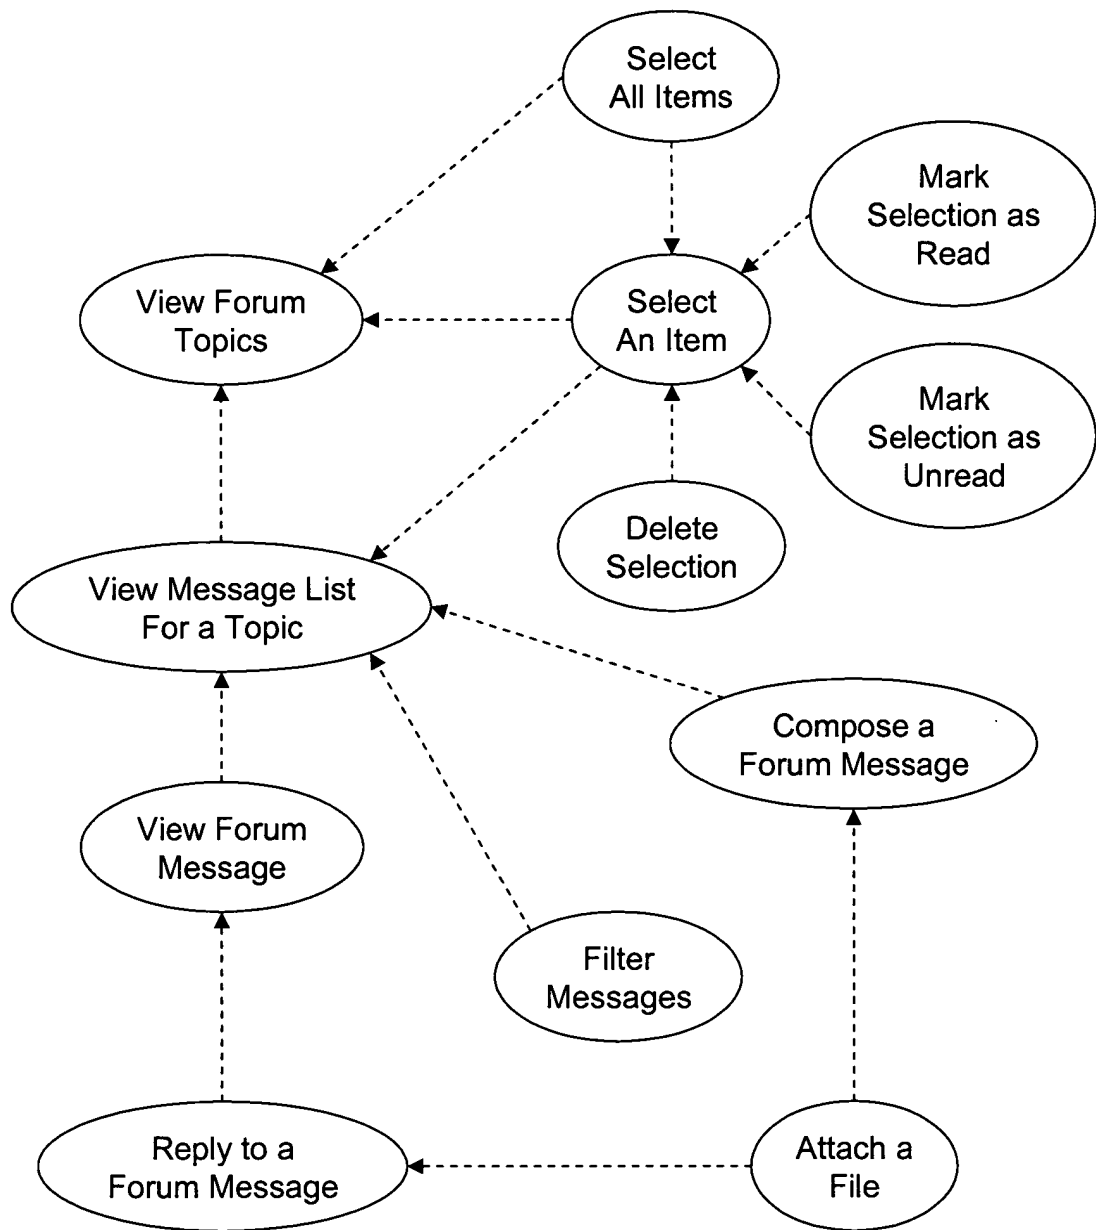 Select
All Items
Mark
Selection as
Read
View Forum
Topics
Select
An Item
Mark
Selection as
Unread
Delete
Selection
View Message List
For a Topic
Compose a
Forum Message
View Forum
Message
Filter
Messages
Reply to a
Forum Message
Attach a
File